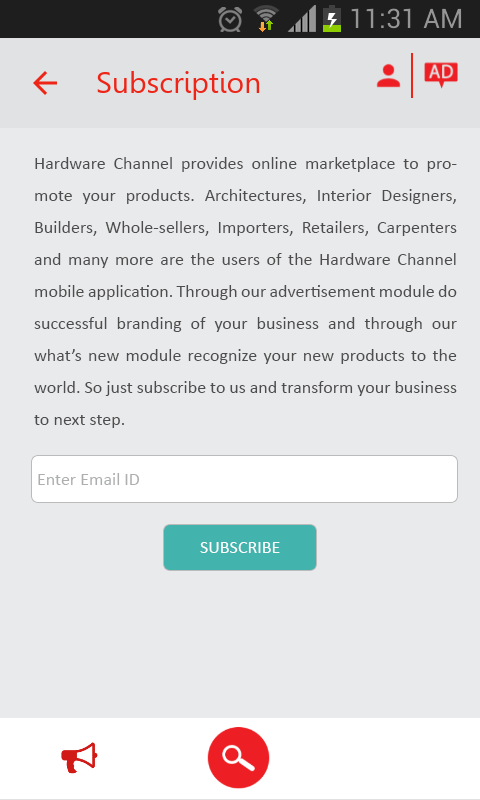 11:31 AM
Subscription
AD
Hardware Channel provides online marketplace to pro-
mote your products. Architectures, Interior Designers,
Builders, Whole-sellers, Importers, Retailers, Carpenters
and many more are the users of the Hardware Channel
mobile application. Through our advertisement module do
successful branding of your business and through our
what’s new module recognize your new products to the
world. So just subscribe to us and transform your business
to next step.
Enter Email ID
SUBSCRIBE